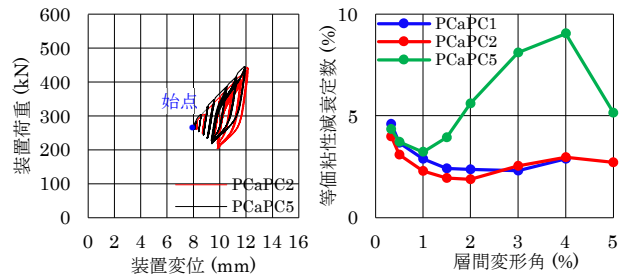 装置荷重 (kN)
600
500
400
300
200
100
0
始点
PCaPC2
PCaPC5
0 2 4 6 8 10 12 14 16
装置変位 (mm)
等価粘性減衰定数 (%)
10
5
0
PCaPC1
PCaPC2
PCaPC5
0 1 2 3 4 5
層間変形角 (%)